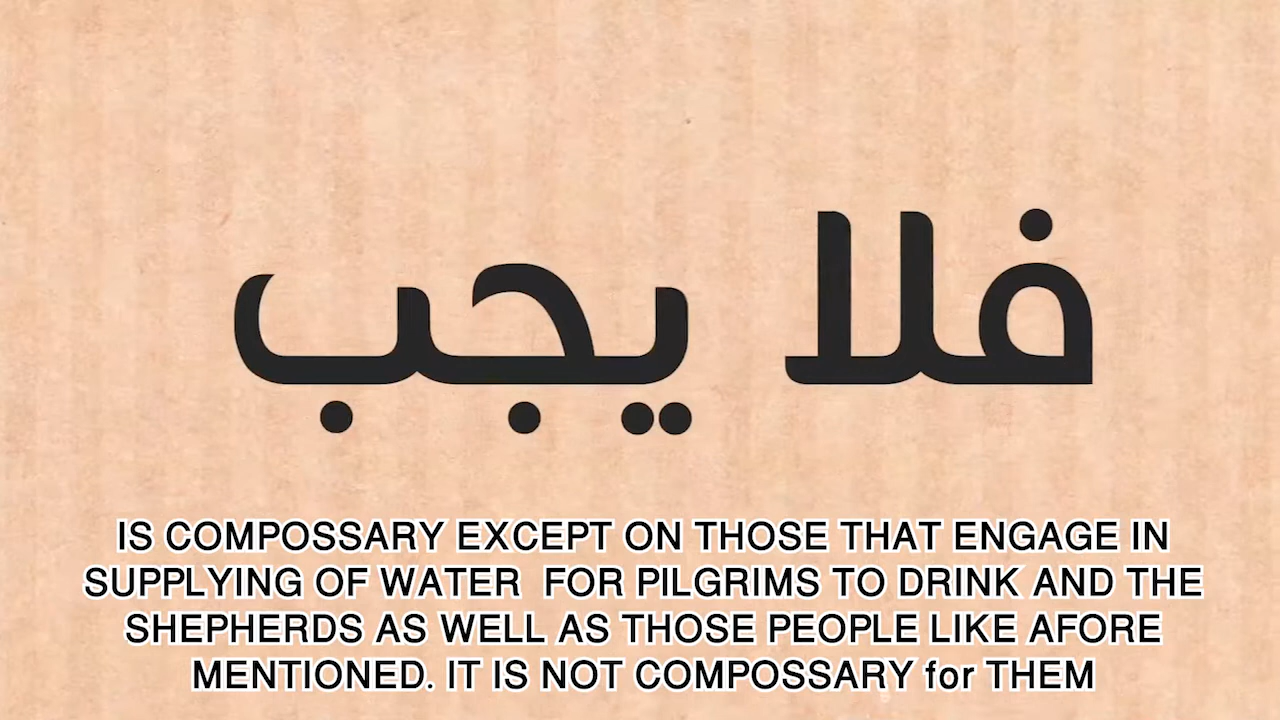 فلا يجب
IS COMPOSSARY EXCEPT ON THOSE THAT ENGAGE IN
SUPPLYING OF WATER  FOR PILGRIMS TO DRINK AND THE
SHEPHERDS AS WELL AS THOSE PEOPLE LIKE AFORE
MENTIONED. IT IS NOT COMPOSSARY for THEM